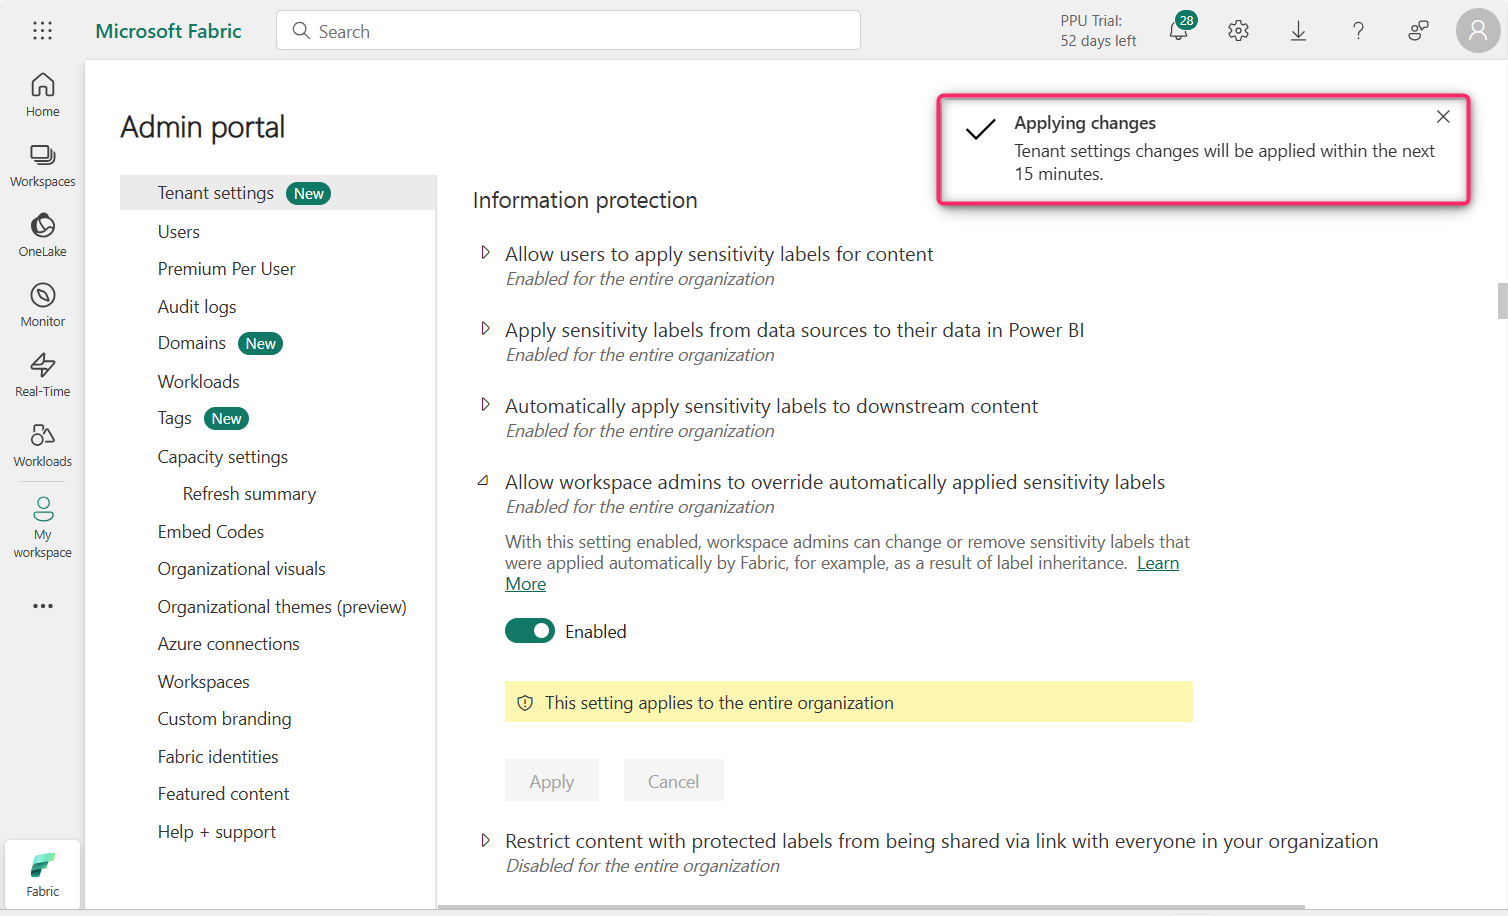 Microsoft Fabric
Search
PPU Trial:
52 days left
28
Home
Workspaces
OneLake
Monitor
Real-Time
Workloads
My
workspace
Fabric
Admin portal
Tenant settings New
Users
Premium Per User
Audit logs
Domains New
Workloads
Tags New
Capacity settings
Refresh summary
Embed Codes
Organizational visuals
Organizational themes (preview)
Azure connections
Workspaces
Custom branding
Fabric identities
Featured content
Help + support
Applying changes
Tenant settings changes will be applied within the next
15 minutes.
Information protection
Allow users to apply sensitivity labels for content
Enabled for the entire organization
Apply sensitivity labels from data sources to their data in Power BI
Enabled for the entire organization
Automatically apply sensitivity labels to downstream content
Enabled for the entire organization
Allow workspace admins to override automatically applied sensitivity labels
Enabled for the entire organization
With this setting enabled, workspace admins can change or remove sensitivity labels that
were applied automatically by Fabric, for example, as a result of label inheritance. Learn
More
Enabled
This setting applies to the entire organization
Apply Cancel
Restrict content with protected labels from being shared via link with everyone in your organization
Disabled for the entire organization